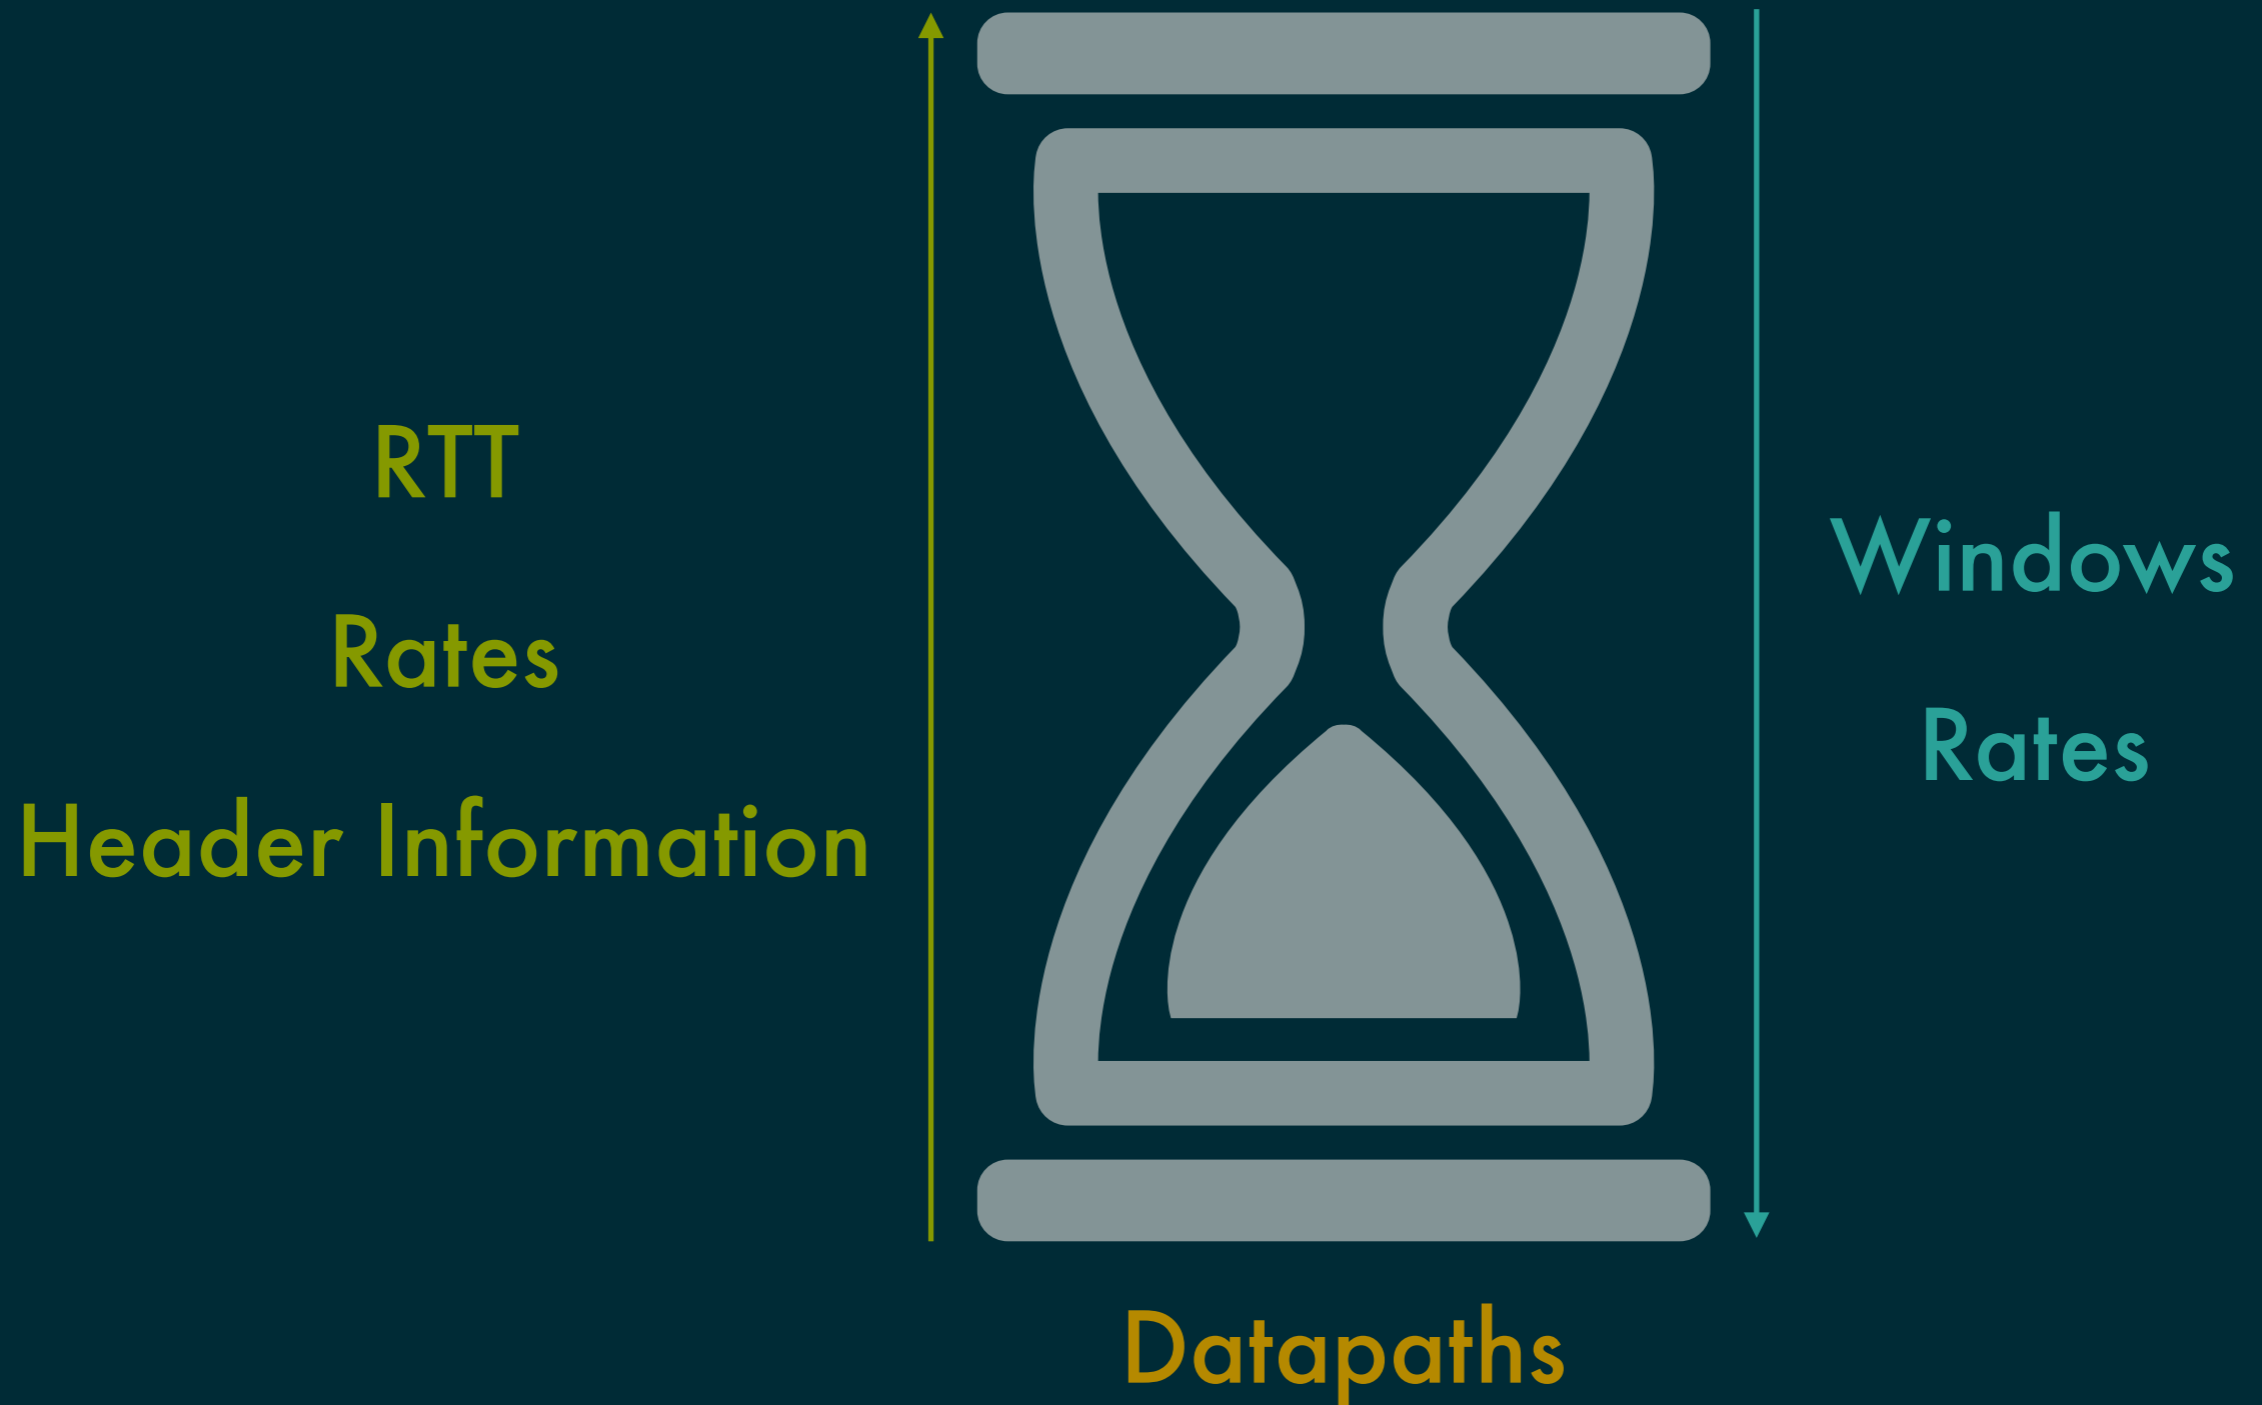 RTT
Rates
Header Information
Windows
Rates
Datapaths